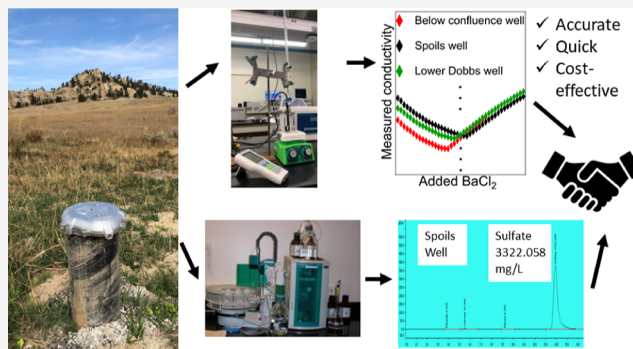 Measured conductivity
Below confluence well
Spoils well
Lower Dobbs well
Added BaCl₂
✓ Accurate
✓ Quick
✓ Cost-
effective
Spoils
Well
Sulfate
3322.058
mg/L